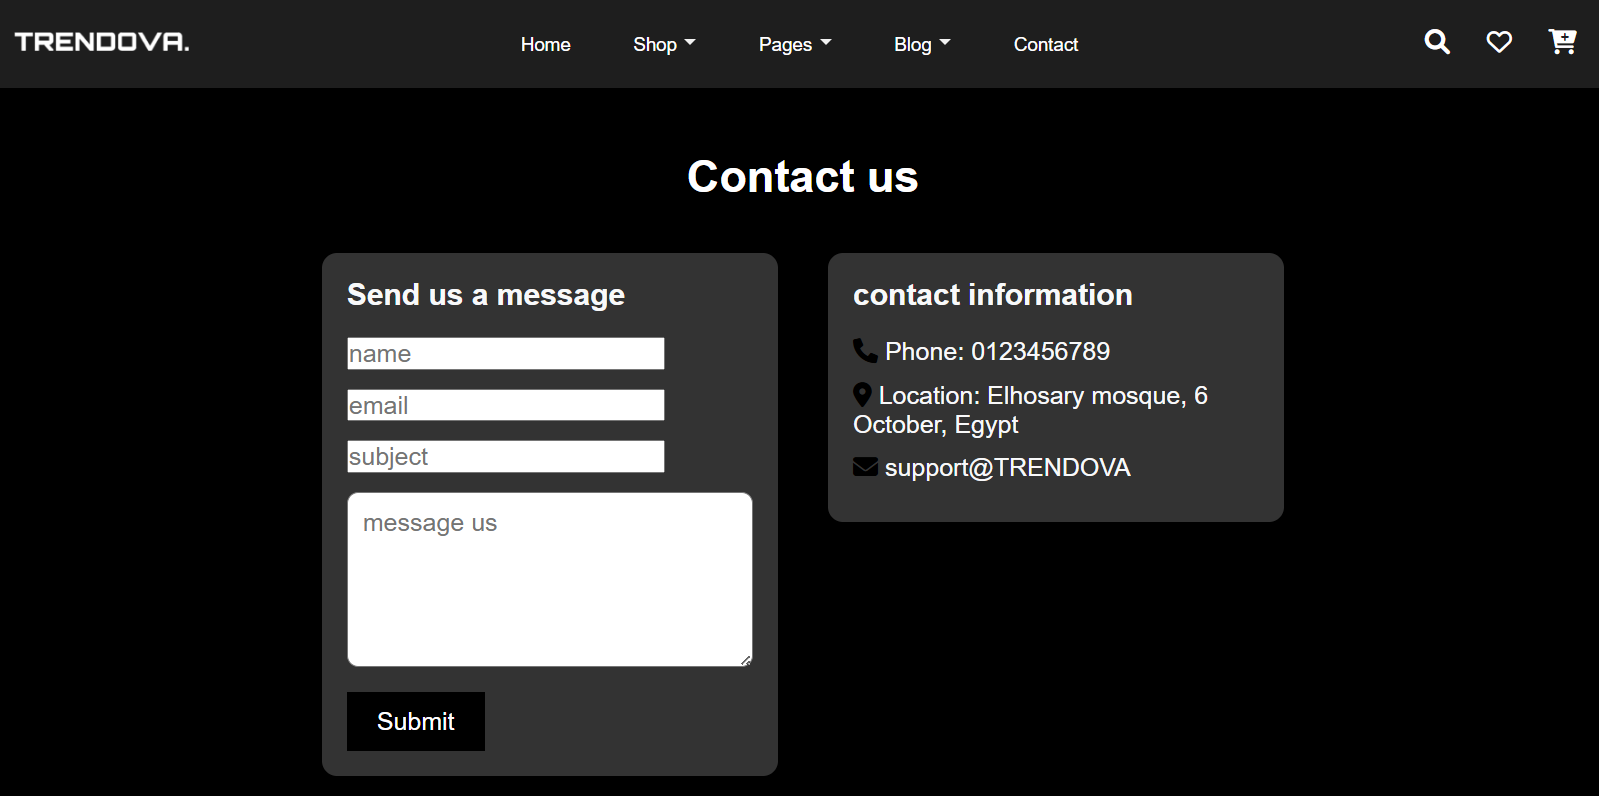 TRENDOVA.
Home Shop Pages Blog Contact
Contact us
Send us a message
name
email
subject
message us
Submit
contact information
Phone: 0123456789
Location: Elhosary mosque, 6
October, Egypt
support@TRENDOVA